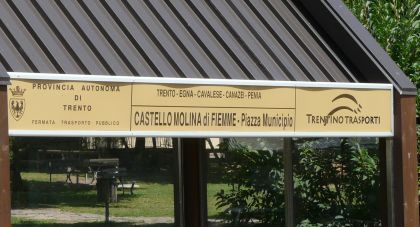 PROVINCIA AUTONOMA
DI
TRENTO
FERMATA TRASPORTO PUBBLICO
TRENTO-EGNA-CAVALESE-CANAZEI-PENIA
CASTELLO MOLINA di FIEMME - Piazza Municipio
TRENTINO TRASPORTI